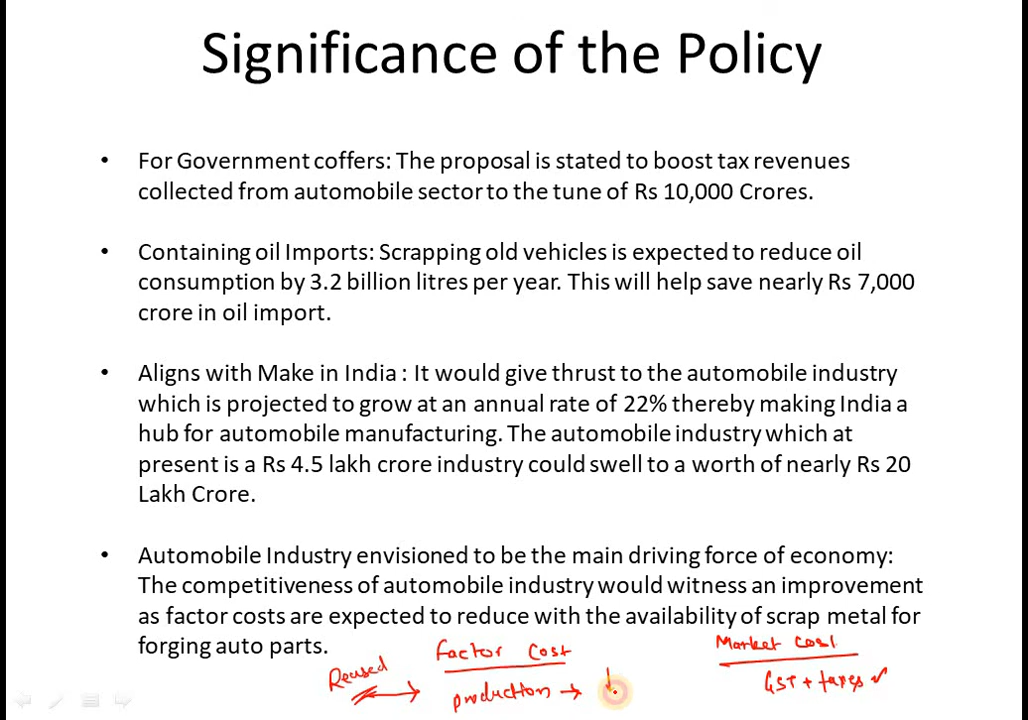 Significance of the Policy
• For Government coffers: The proposal is stated to boost tax revenues
collected from automobile sector to the tune of Rs 10,000 Crores.
• Containing oil Imports: Scrapping old vehicles is expected to reduce oil
consumption by 3.2 billion litres per year. This will help save nearly Rs 7,000
crore in oil import.
• Aligns with Make in India : It would give thrust to the automobile industry
which is projected to grow at an annual rate of 22% thereby making India a
hub for automobile manufacturing. The automobile industry which at
present is a Rs 4.5 lakh crore industry could swell to a worth of nearly Rs 20
Lakh Crore.
• Automobile Industry envisioned to be the main driving force of economy:
The competitiveness of automobile industry would witness an improvement
as factor costs are expected to reduce with the availability of scrap metal for
forging auto parts.
Factor Cost
Market Cost
Reused
production →
GST + taxes ✓